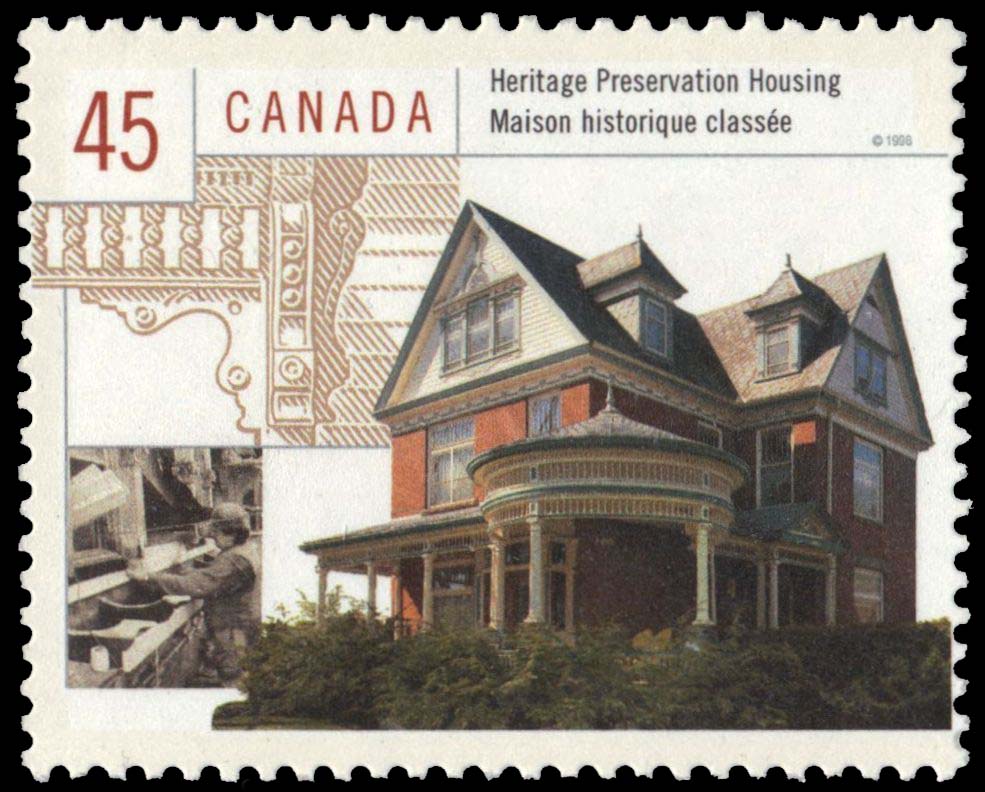 45
CANADA
Heritage Preservation Housing
Maison historique classée
© 1998